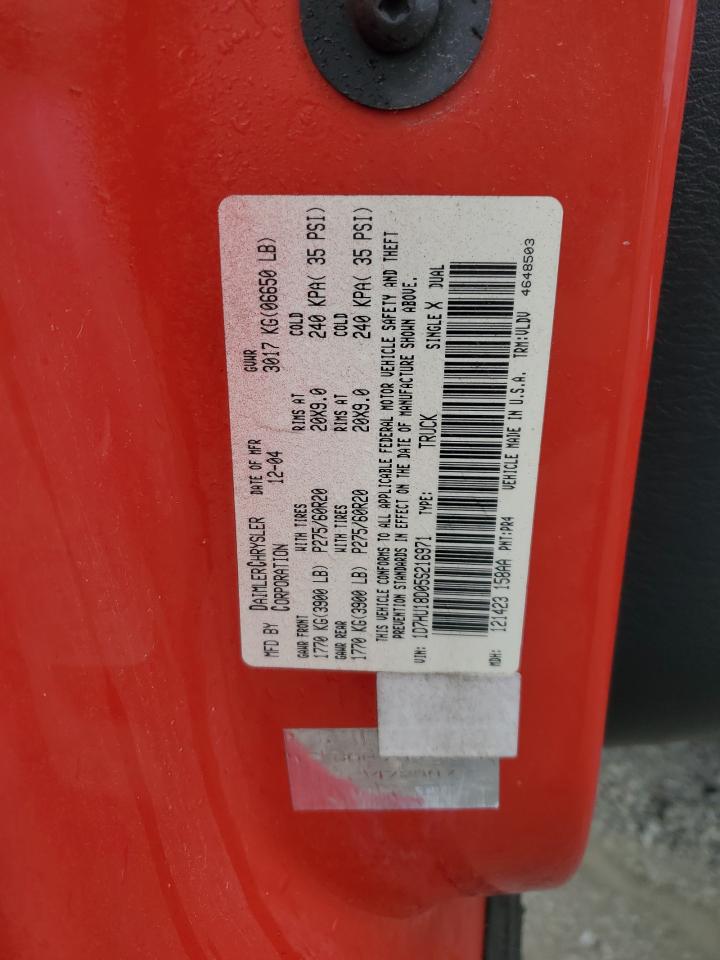 MFD BY DAIMLERCHRYSLER CORPORATION DATE OF MFR 12-04 GVWR 3017 KG(06650 LB)
GAWR FRONT WITH TIRES RIMS AT COLD
1770 KG(3900 LB) P275/60R20 20X9.0 240 KPA( 35 PSI)
GAWR REAR WITH TIRES RIMS AT COLD
1770 KG(3900 LB) P275/60R20 20X9.0 240 KPA( 35 PSI)
THIS VEHICLE CONFORMS TO ALL APPLICABLE FEDERAL MOTOR VEHICLE SAFETY AND THEFT
PREVENTION STANDARDS IN EFFECT ON THE DATE OF MANUFACTURE SHOWN ABOVE.
VIN: 1D7HU18D05S216971 TYPE: TRUCK SINGLE X DUAL
MDH: 121423 158AA PNT:PR4 VEHICLE MADE IN U.S.A. TRM:VLDV 4648503